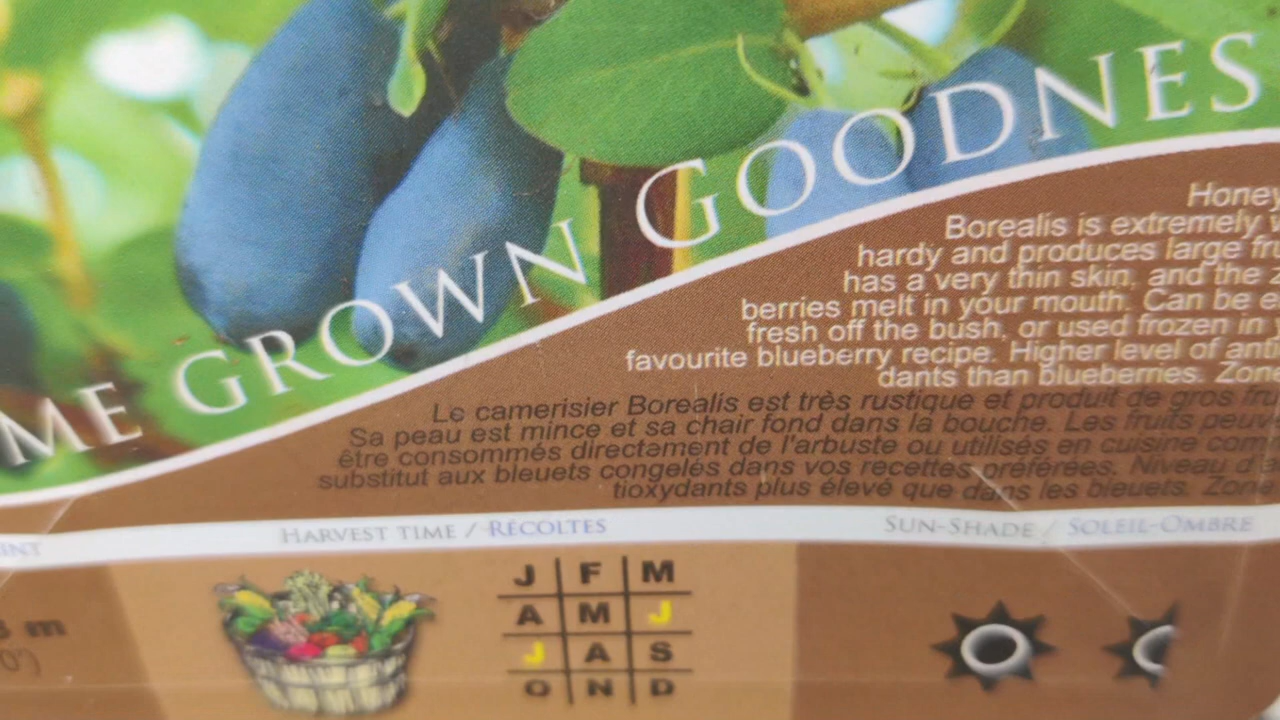 ME GROWN GOODNES
Honey
Borealis is extremely
hardy and produces large fru
has a very thin skin, and the z
berries melt in your mouth. Can be e
fresh off the bush, or used frozen in
favourite blueberry recipe. Higher level of anti
dants than blueberries. Zone
Le camerisier Borealis est très rustique et produit de gros fru
Sa peau est mince et sa chair fond dans la bouche. Les fruits peuv
être consommés directement de l'arbuste ou utilisés en cuisine com
substitut aux bleuets congelés dans vos recettes préférées. Niveau d'a
tioxydants plus élevé que dans les bleuets. Zone
INT HARVEST TIME / RÉCOLTES SUN-SHADE / SOLEIL-OMBRE
J F M
A M J
J A S
O N D
m
0')